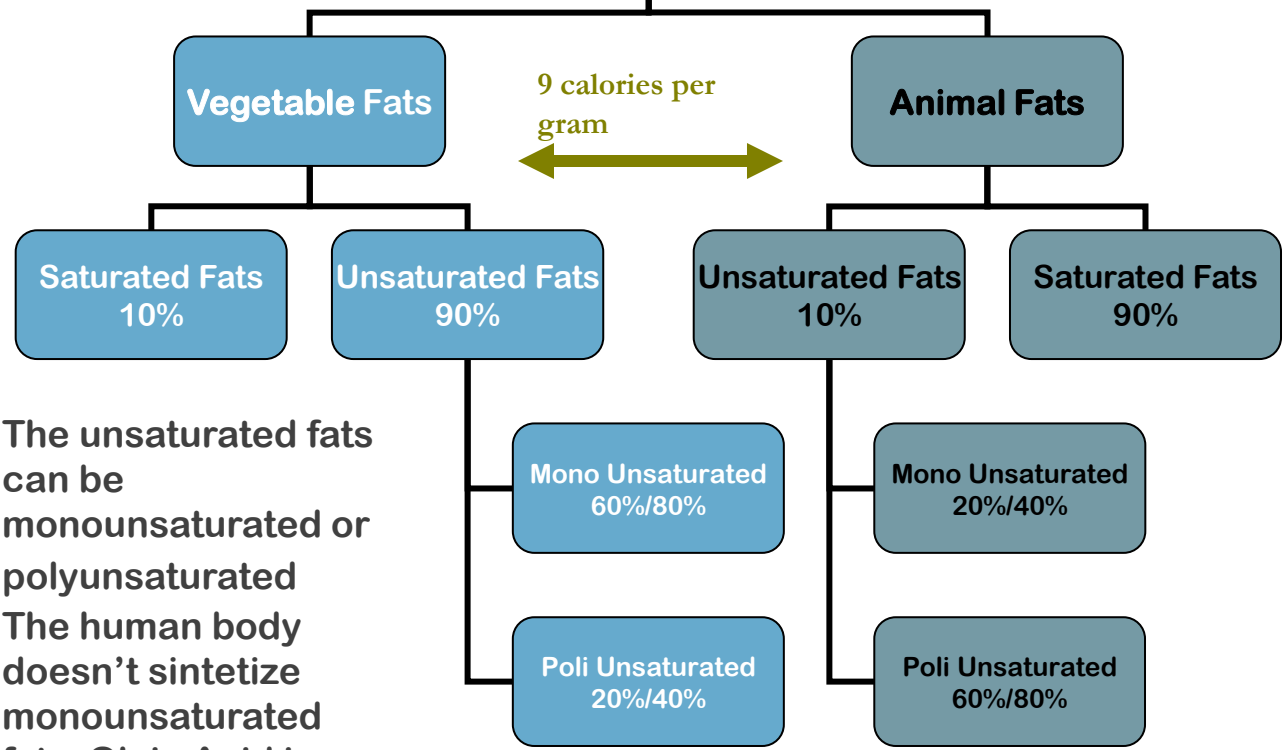 Vegetable Fats
9 calories per
gram
Animal Fats
Saturated Fats
10%
Unsaturated Fats
90%
Unsaturated Fats
10%
Saturated Fats
90%
The unsaturated fats
can be
monounsaturated or
polyunsaturated
The human body
doesn’t sintetize
monounsaturated
Mono Unsaturated
60%/80%
Mono Unsaturated
20%/40%
Poli Unsaturated
20%/40%
Poli Unsaturated
60%/80%